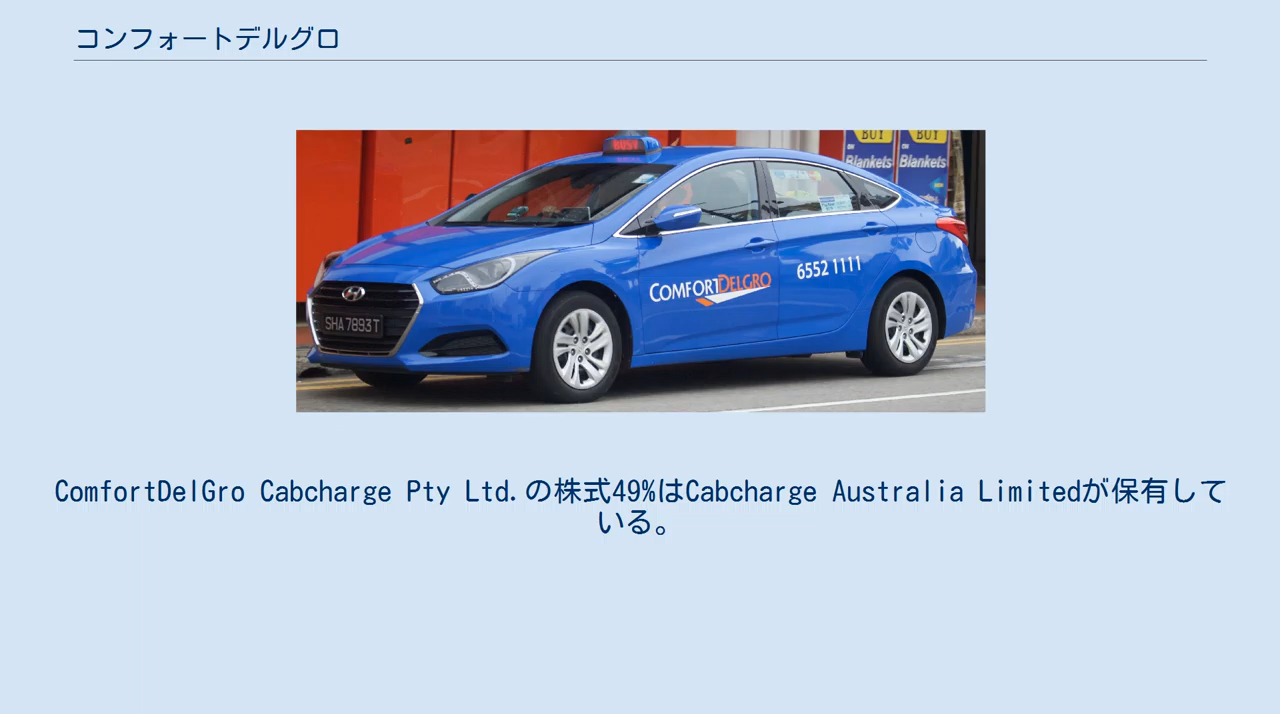 コンフォートデルグロ
BUSY
BUY
BUY
Blankets
Blankets
COMFORTDELGRO
6552 1111
SHA 7893T
ComfortDelGro Cabcharge Pty Ltd.の株式49%はCabcharge Australia Limitedが保有して
いる。